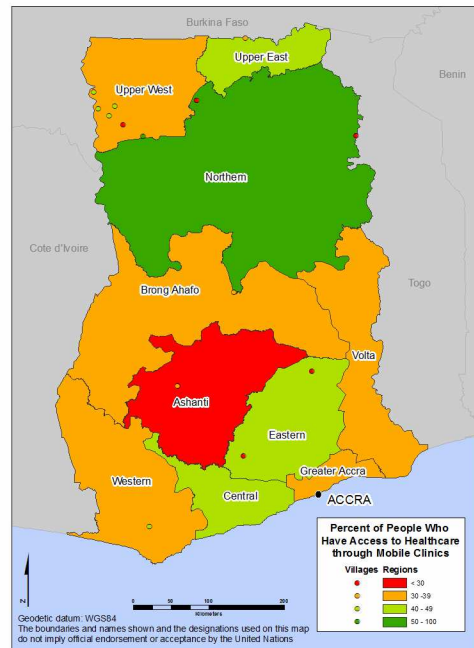 Burkina Faso
Upper East
Benin
Upper West
Northern
Cote d'Ivoire
Togo
Brong Ahafo
Volta
Ashanti
Eastern
Greater Accra
Western
Central
ACCRA
Percent of People Who
Have Access to Healthcare
through Mobile Clinics
Villages Regions
< 30
30 -39
40 - 49
50 - 100
N
0 50 100 200
Kilometers
Geodetic datum: WGS84
The boundaries and names shown and the designations used on this map
do not imply official endorsement or acceptance by the United Nations